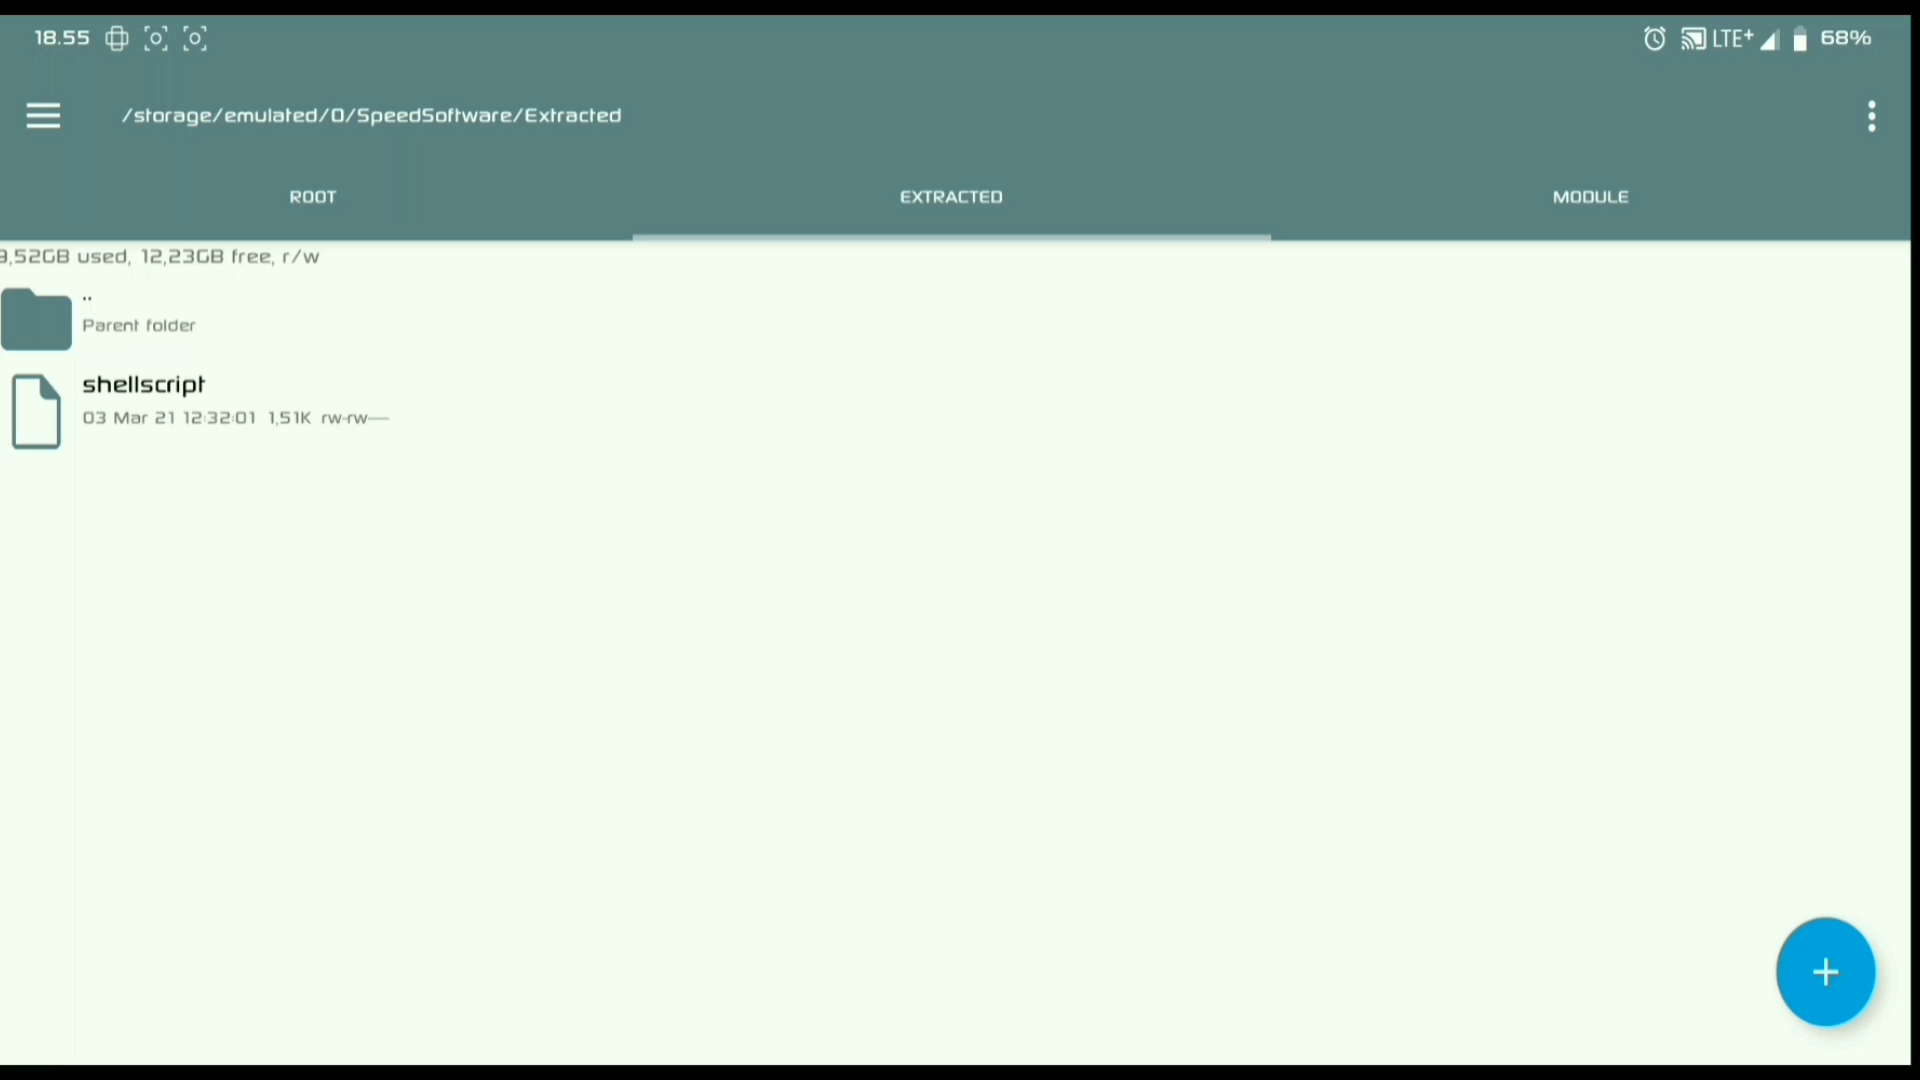 18.55 LTE+ 68%
/storage/emulated/0/SpeedSoftware/Extracted
ROOT EXTRACTED MODULE
9,52GB used, 12,23GB free, r/w
..
Parent folder
shellscript
03 Mar 21 12:32:01 1,51K rw-rw----